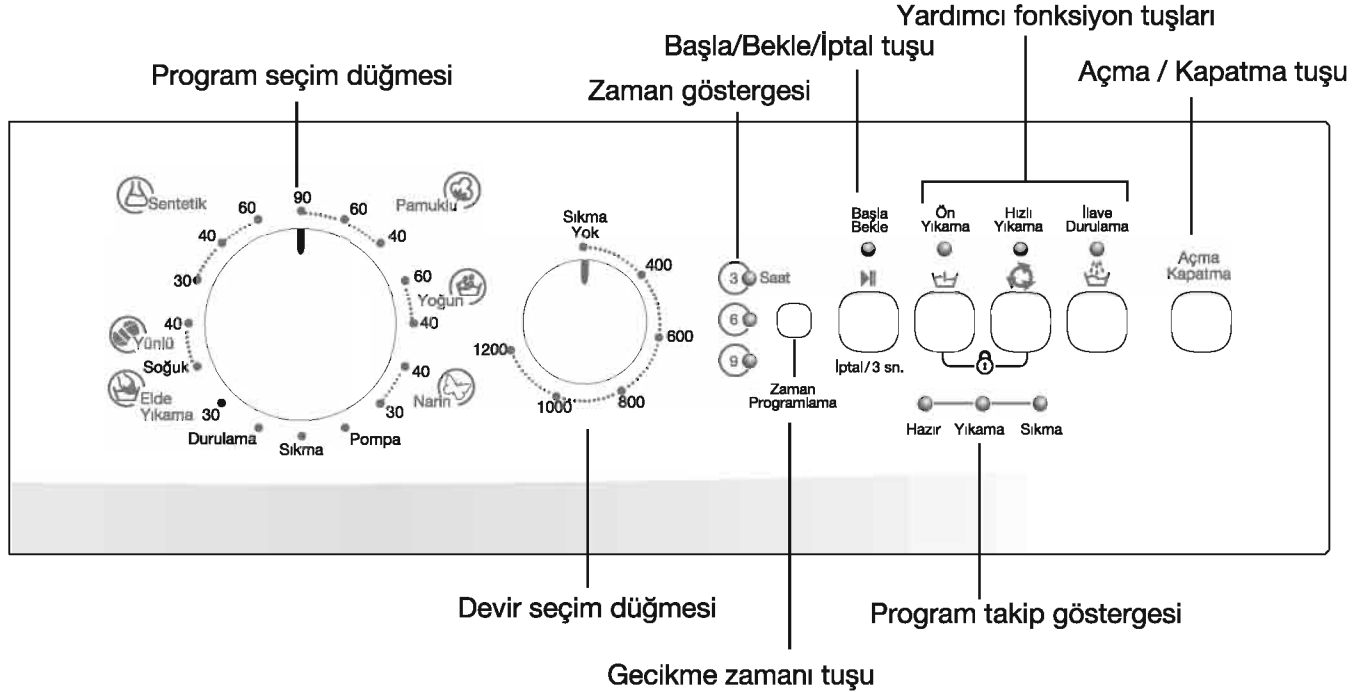 Yardımcı fonksiyon tuşları
Başla/Bekle/İptal tuşu
Açma / Kapatma tuşu
Program seçim düğmesi
Zaman göstergesi
Sentetik
90
60
60
Pamuklu
40
40
30
60
Yoğun
40
40
Yünlü
Soğuk
40
Narin
30
Elde
Yıkama
30
Durulama
Sıkma
Pompa
Sıkma
Yok
400
600
800
1000
1200
3 Saat
6
9
Zaman
Programlama
Başla
Bekle
İptal/3 sn.
Ön
Yıkama
Hızlı
Yıkama
İlave
Durulama
Açma
Kapatma
Hazır Yıkama Sıkma
Devir seçim düğmesi
Program takip göstergesi
Gecikme zamanı tuşu